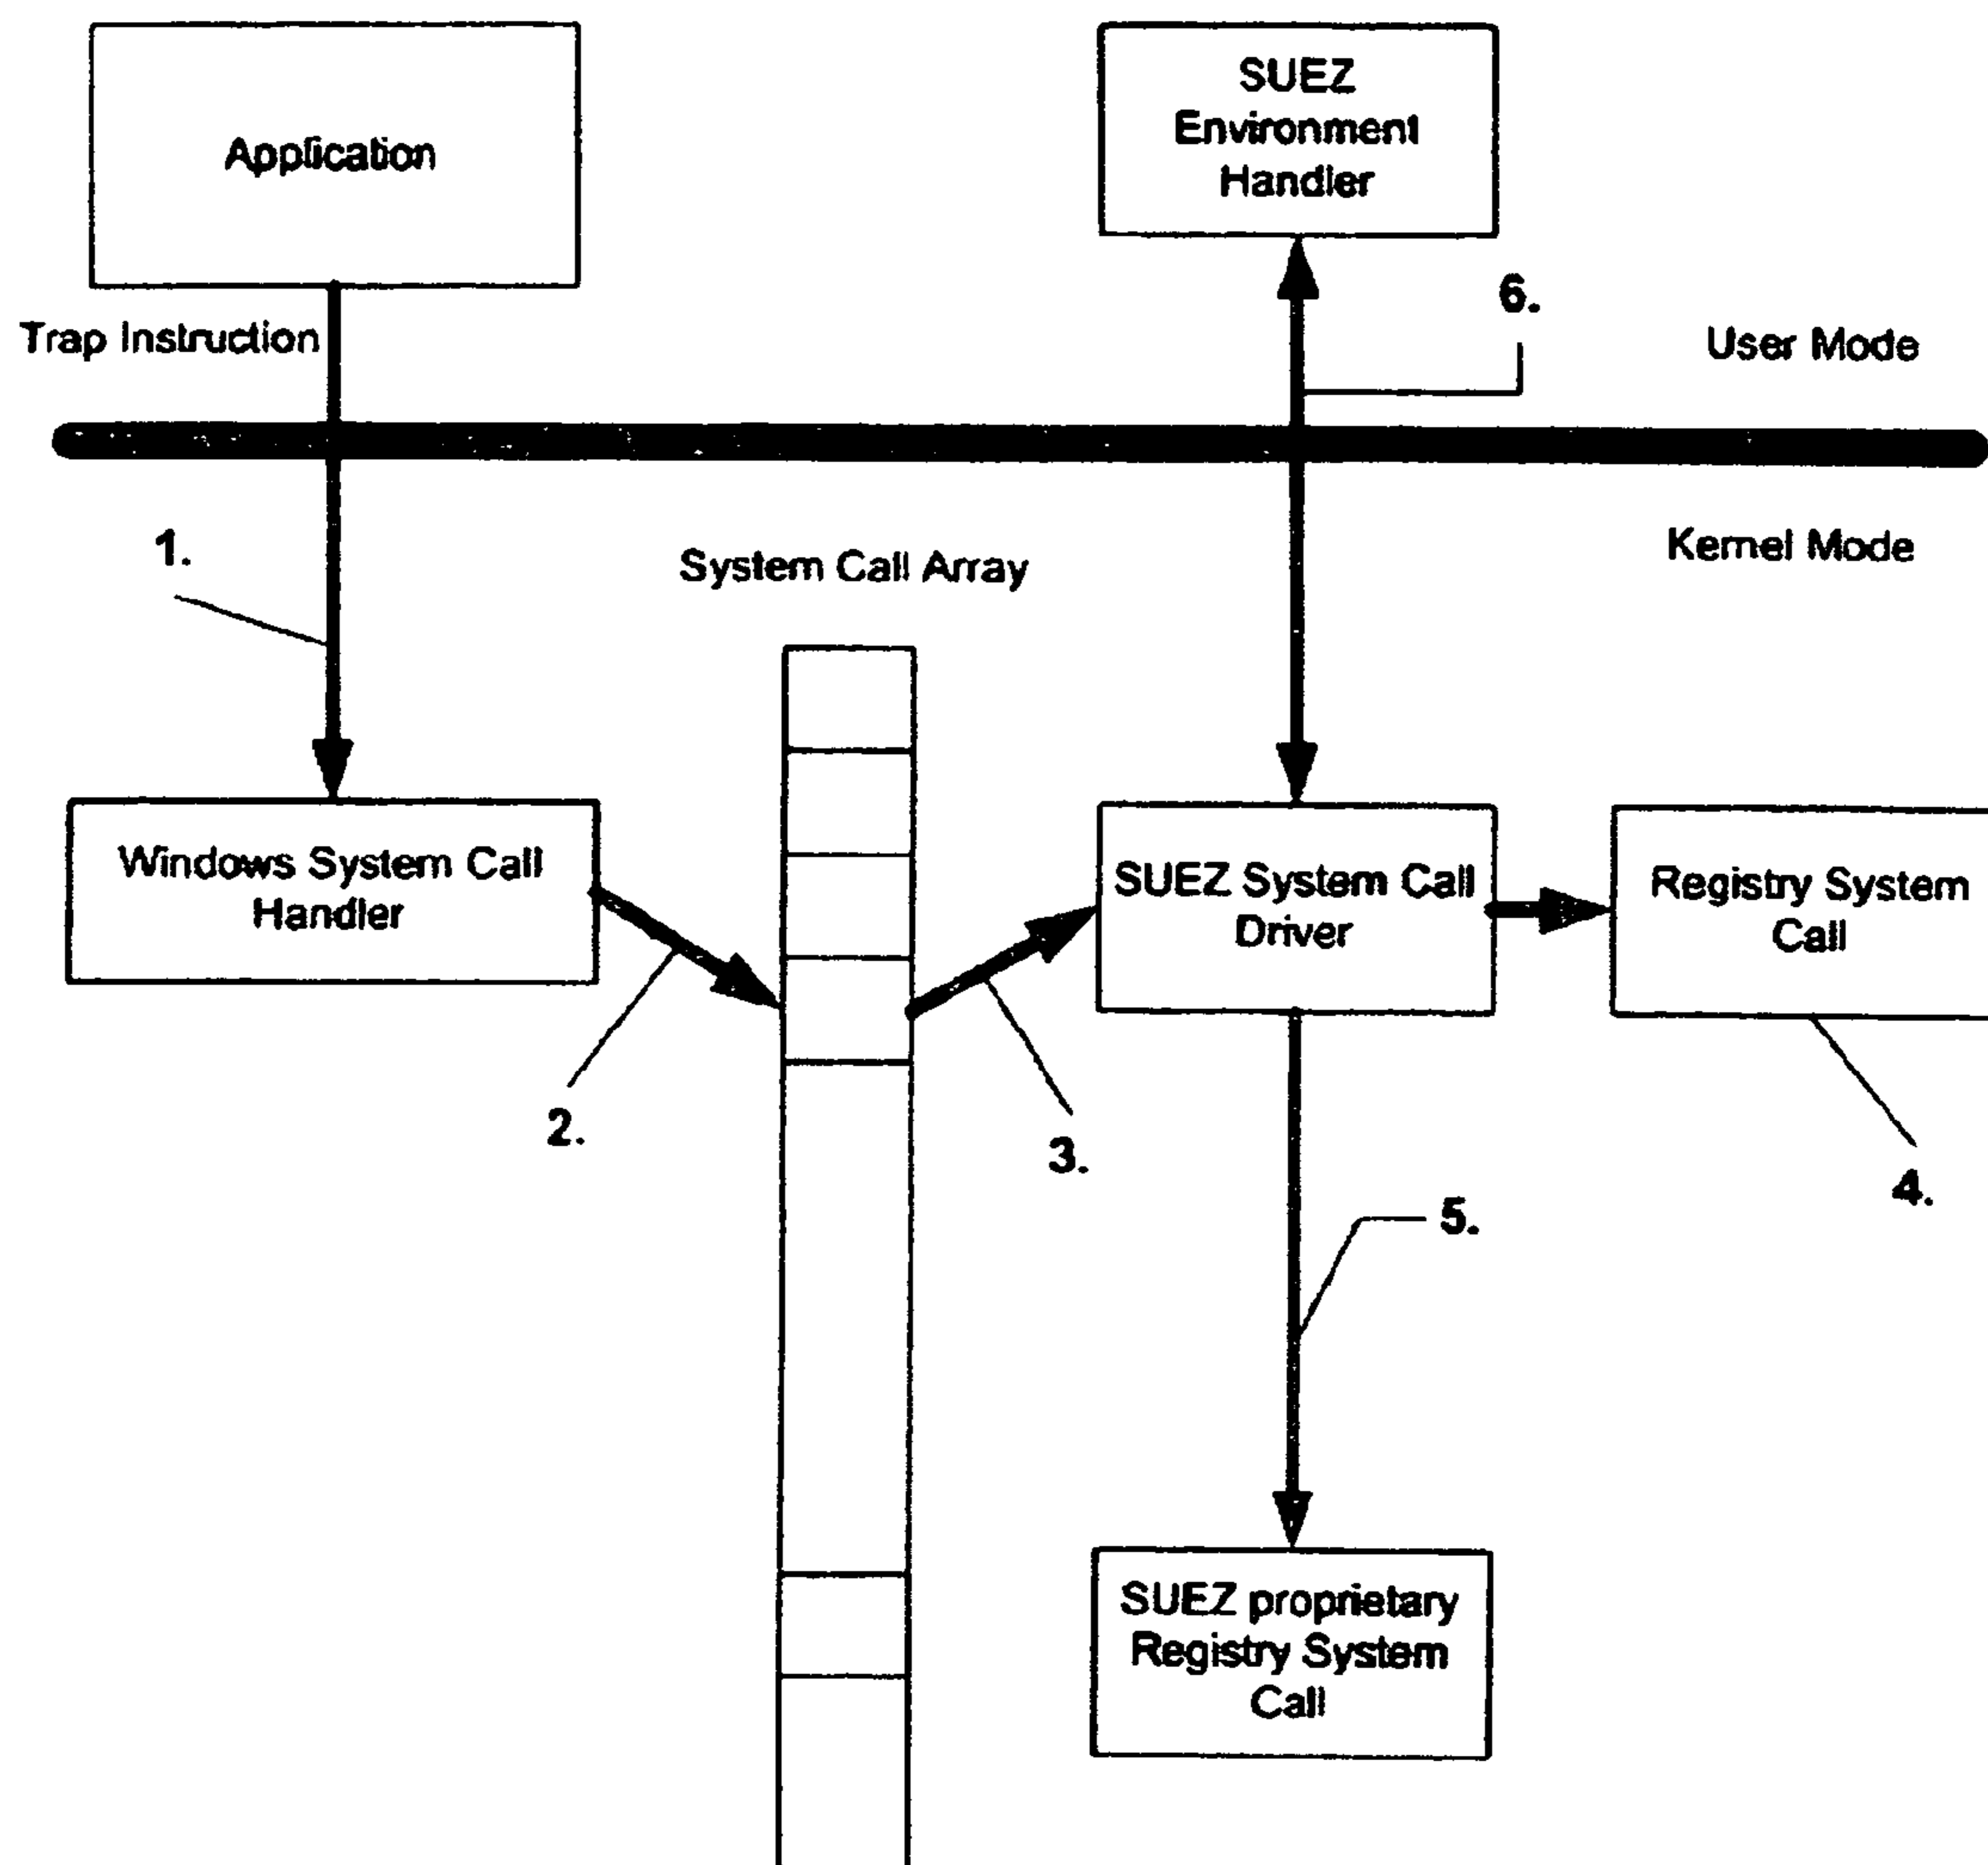 Application
SUEZ
Environment
Handler
Trap Instruction
6.
User Mode
1.
System Call Array
Kernel Mode
Windows System Call
Handler
SUEZ System Call
Driver
Registry System
Call
2.
3.
4.
5.
SUEZ proprietary
Registry System
Call